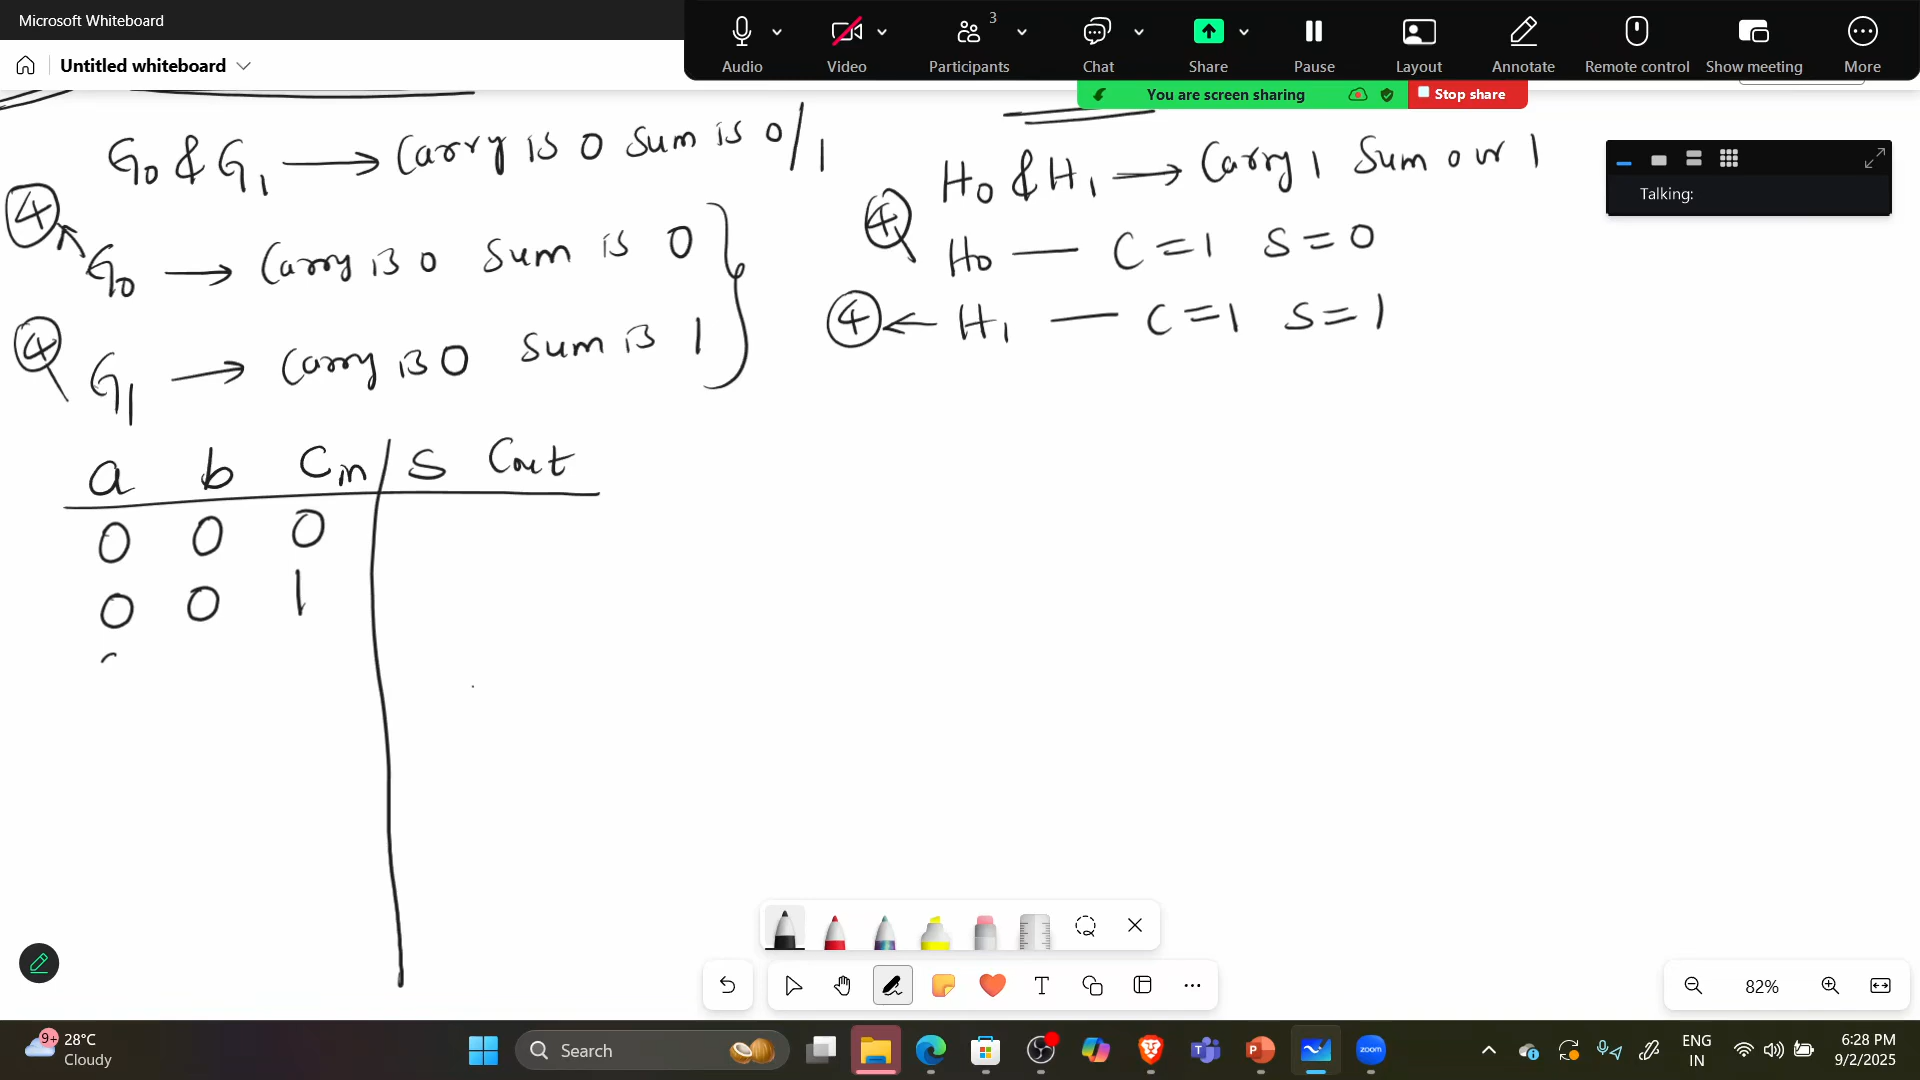 Microsoft Whiteboard
Untitled whiteboard
Audio Video Participants 3 Chat Share Pause Layout Annotate Remote control Show meeting More
You are screen sharing Stop share
Talking:
G0 & G1 → Carry is 0 Sum is 0/1
④
G0 → Carry is 0 Sum is 0
④
G1 → Carry is 0 Sum is 1
H0 & H1 → Carry 1 Sum 0 or 1
④
H0 — C = 1 S = 0
④ ← H1 — C = 1 S = 1
a b Cin S Cout
0 0 0
0 0 1
82%
9+ 28°C
Cloudy
Search
zoom
ENG
IN
6:28 PM
9/2/2025